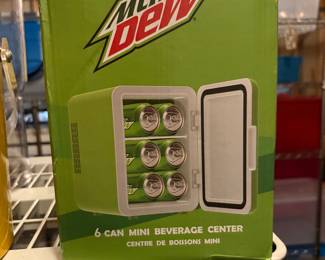 Mtn
DEW
6 CAN MINI BEVERAGE CENTER
CENTRE DE BOISSONS MINI